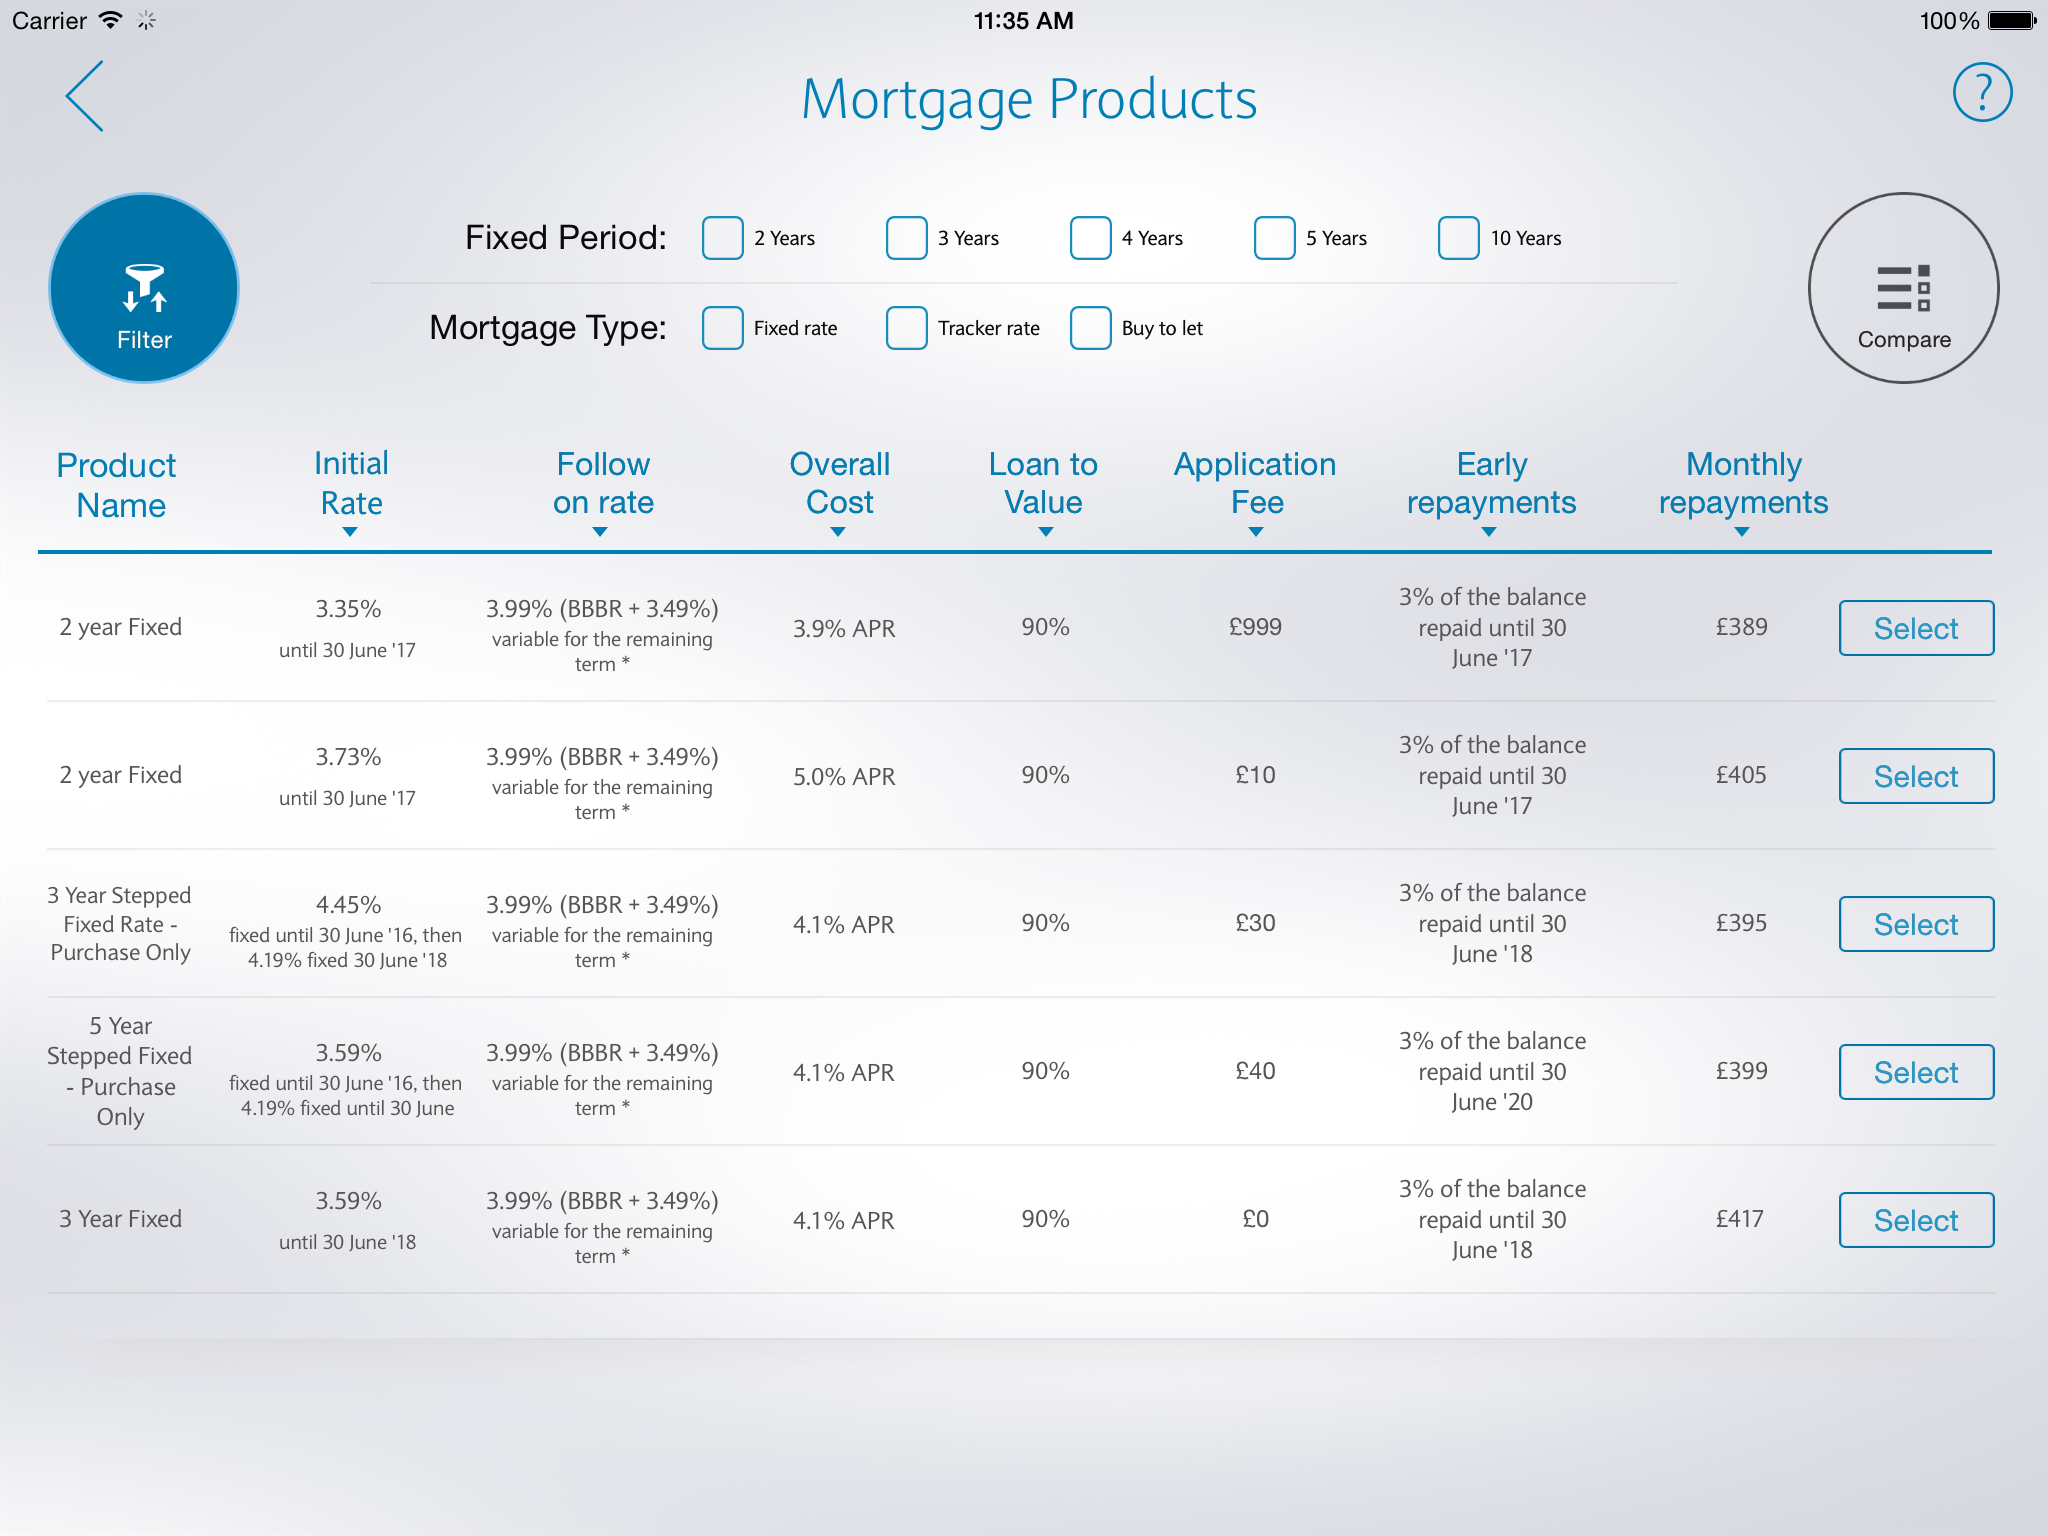 Carrier
11:35 AM
100%
Mortgage Products
?
Filter
Fixed Period:
2 Years
3 Years
4 Years
5 Years
10 Years
Mortgage Type:
Fixed rate
Tracker rate
Buy to let
Compare
Product
Name
Initial
Rate
Follow
on rate
Overall
Cost
Loan to
Value
Application
Fee
Early
repayments
Monthly
repayments
2 year Fixed
3.35%
until 30 June '17
3.99% (BBBR + 3.49%)
variable for the remaining
term *
3.9% APR
90%
£999
3% of the balance
repaid until 30
June '17
£389
Select
2 year Fixed
3.73%
until 30 June '17
3.99% (BBBR + 3.49%)
variable for the remaining
term *
5.0% APR
90%
£10
3% of the balance
repaid until 30
June '17
£405
Select
3 Year Stepped
Fixed Rate -
Purchase Only
4.45%
fixed until 30 June '16, then
4.19% fixed 30 June '18
3.99% (BBBR + 3.49%)
variable for the remaining
term *
4.1% APR
90%
£30
3% of the balance
repaid until 30
June '18
£395
Select
5 Year
Stepped Fixed
- Purchase
Only
3.59%
fixed until 30 June '16, then
4.19% fixed until 30 June
3.99% (BBBR + 3.49%)
variable for the remaining
term *
4.1% APR
90%
£40
3% of the balance
repaid until 30
June '20
£399
Select
3 Year Fixed
3.59%
until 30 June '18
3.99% (BBBR + 3.49%)
variable for the remaining
term *
4.1% APR
90%
£0
3% of the balance
repaid until 30
June '18
£417
Select